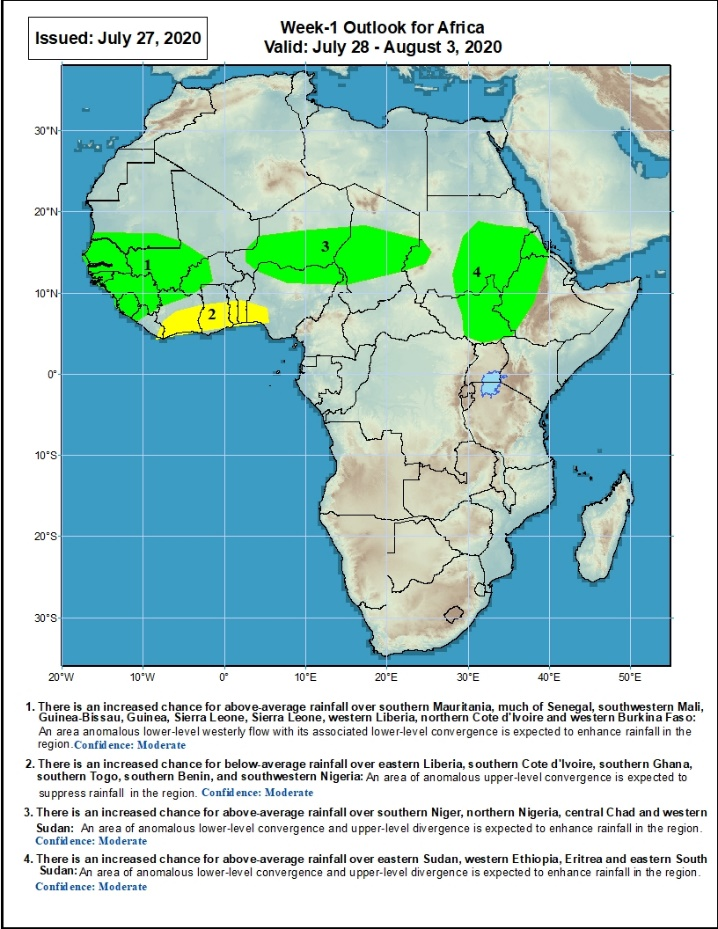 Issued: July 27, 2020
Week-1 Outlook for Africa
Valid: July 28 - August 3, 2020
30°N
20°N
10°N
0°
10°S
20°S
30°S
1
2
3
4
20°W
10°W
0°
10°E
20°E
30°E
40°E
50°E
1. There is an increased chance for above-average rainfall over southern Mauritania, much of Senegal, southwestern Mali,
Guinea-Bissau, Guinea, Sierra Leone, Sierra Leone, western Liberia, northern Cote d'Ivoire and western Burkina Faso:
An area anomalous lower-level westerly flow with its associated lower-level convergence is expected to enhance rainfall in the
region. Confidence: Moderate
2. There is an increased chance for below-average rainfall over eastern Liberia, southern Cote d'Ivoire, southern Ghana,
southern Togo, southern Benin, and southwestern Nigeria: An area of anomalous upper-level convergence is expected to
suppress rainfall in the region. Confidence: Moderate
3. There is an increased chance for above-average rainfall over southern Niger, northern Nigeria, central Chad and western
Sudan: An area of anomalous lower-level convergence and upper-level divergence is expected to enhance rainfall in the region.
Confidence: Moderate
4. There is an increased chance for above-average rainfall over eastern Sudan, western Ethiopia, Eritrea and eastern South
Sudan: An area of anomalous lower-level convergence and upper-level divergence is expected to enhance rainfall in the region.
Confidence: Moderate